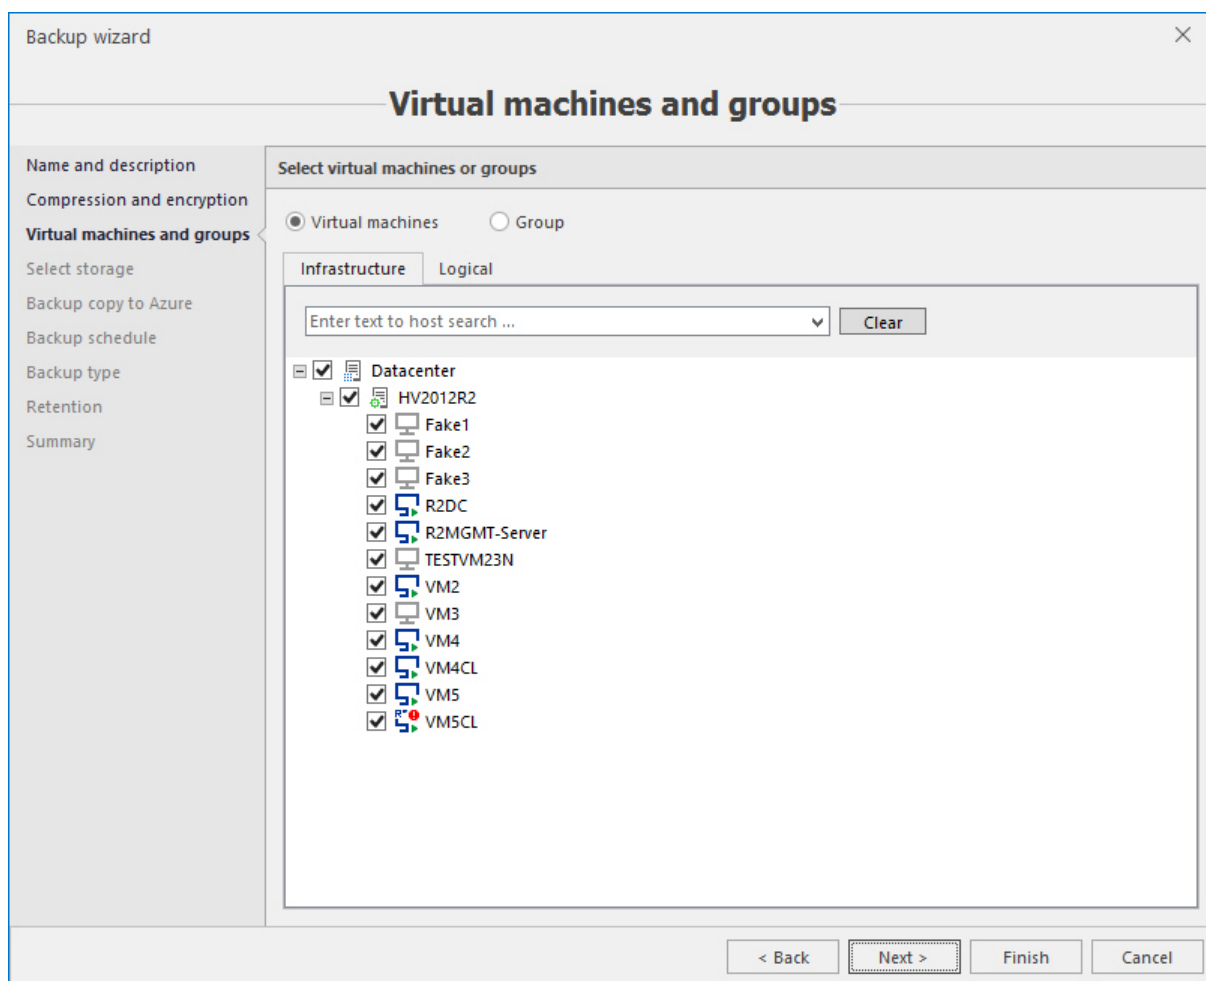 Backup wizard
Virtual machines and groups
Name and description
Compression and encryption
Virtual machines and groups
Select storage
Backup copy to Azure
Backup schedule
Backup type
Retention
Summary
Select virtual machines or groups
Virtual machines Group
Infrastructure Logical
Enter text to host search ... Clear
Datacenter
HV2012R2
Fake1
Fake2
Fake3
R2DC
R2MGMT-Server
TESTVM23N
VM2
VM3
VM4
VM4CL
VM5
VM5CL
< Back Next > Finish Cancel